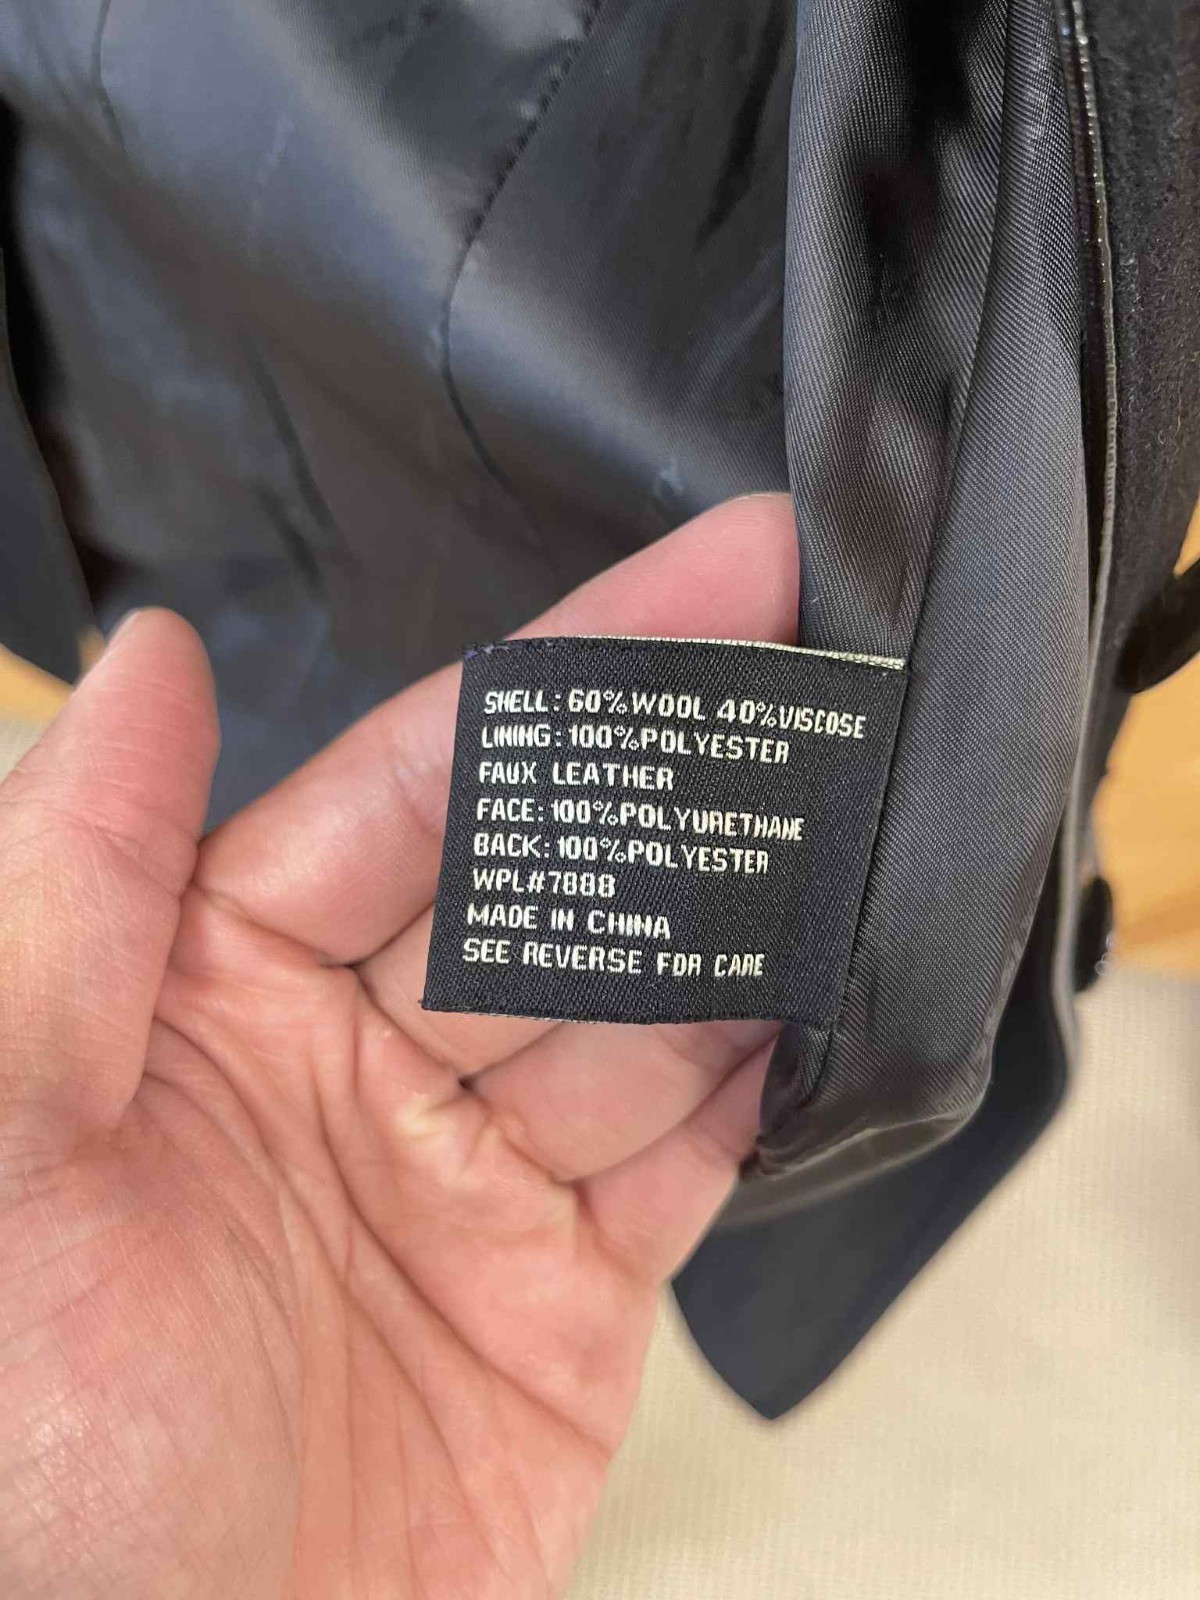 SHELL: 60%WOOL 40%VISCOSE
LINING: 100%POLYESTER
FAUX LEATHER
FACE: 100%POLYURETHANE
BACK: 100%POLYESTER
WPL#7888
MADE IN CHINA
SEE REVERSE FOR CARE